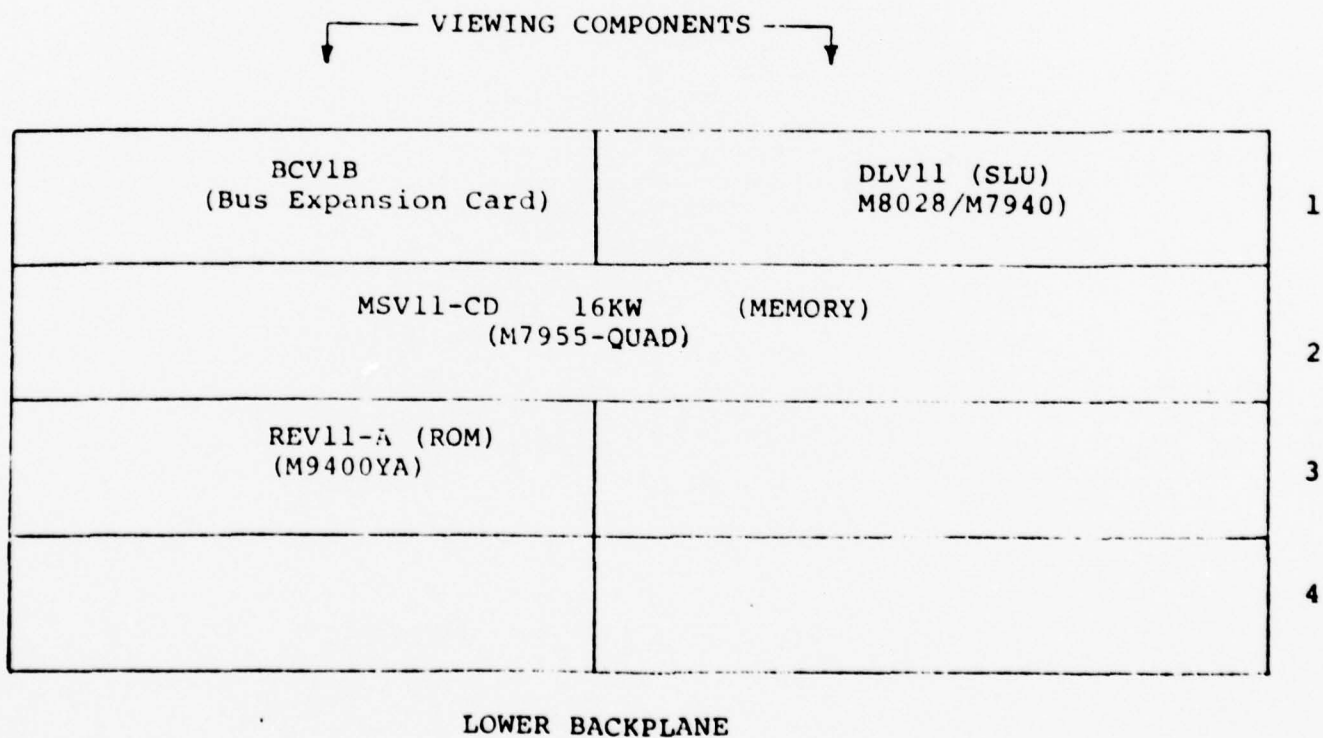 VIEWING COMPONENTS
BCV1B
(Bus Expansion Card)
DLV11 (SLU)
M8028/M7940)
1
MSV11-CD 16KW (MEMORY)
(M7955-QUAD)
2
REV11-A (ROM)
(M9400YA)
3
4
LOWER BACKPLANE